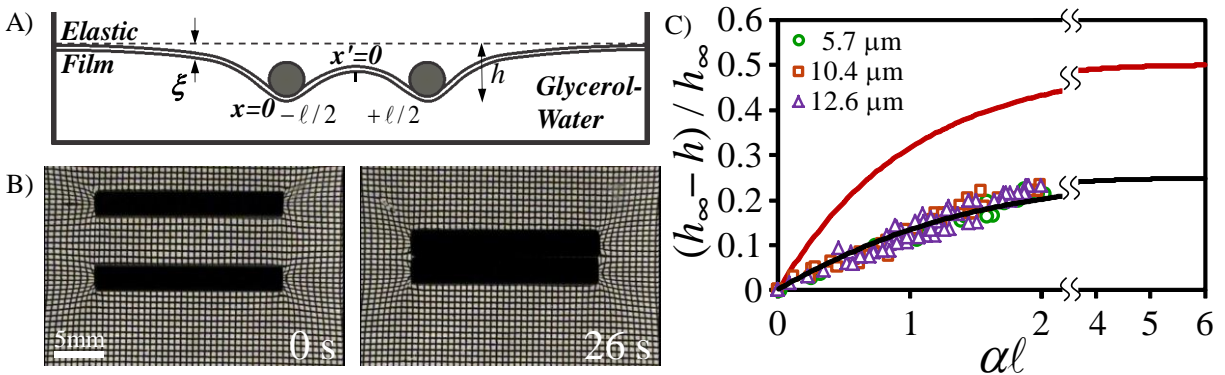 A)
Elastic
Film
ξ
x=0
−ℓ/2
x'=0
+ℓ/2
h
Glycerol-
Water
B)
5mm
0 s
26 s
C)
(h∞− h) / h∞
0.6
0.5
0.4
0.3
0.2
0.1
0
5.7 μm
10.4 μm
12.6 μm
0 1 2 4 5 6
αℓ